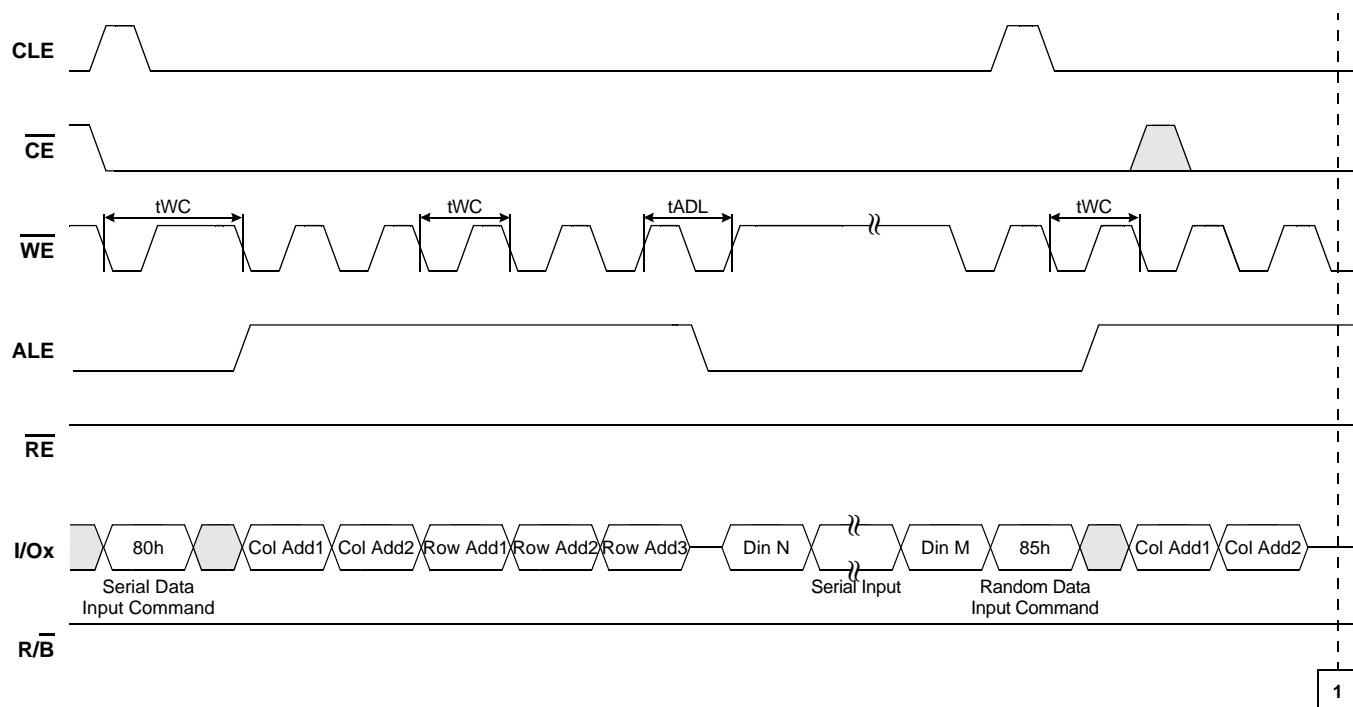 CLE
CE
tWC
tWC
tADL
tWC
WE
ALE
RE
I/Ox
80h
Col Add1
Col Add2
Row Add1
Row Add2
Row Add3
Din N
Din M
85h
Col Add1
Col Add2
Serial Data
Input Command
Serial Input
Random Data
Input Command
R/B
1